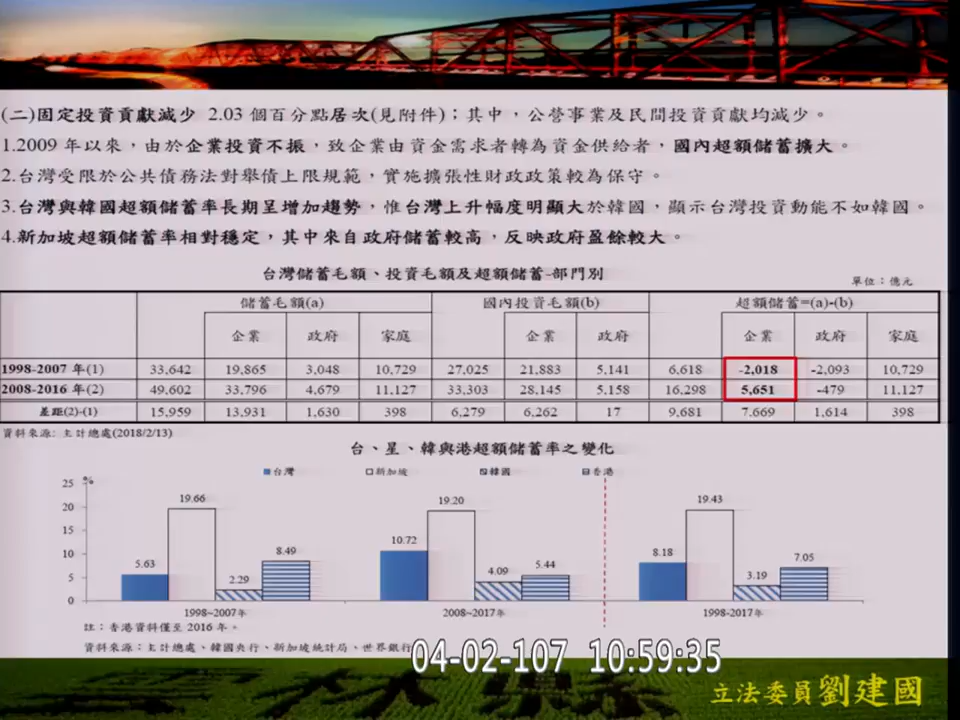 (二)固定投資貢獻減少 2.03 個百分點居次(見附件)；其中，公營事業及民間投資貢獻均減少。
1.2009 年以來，由於企業投資不振，致企業由資金需求者轉為資金供給者，國內超額儲蓄擴大。
2.台灣受限於公共債務法對舉債上限規範，實施擴張性財政政策較為保守。
3.台灣與韓國超額儲蓄率長期呈增加趨勢，惟台灣上升幅度明顯大於韓國，顯示台灣投資動能不如韓國。
4.新加坡超額儲蓄率相對穩定，其中來自政府儲蓄較高，反映政府盈餘較大。
台灣儲蓄毛額、投資毛額及超額儲蓄-部門別
單位：億元
儲蓄毛額(a) 國內投資毛額(b) 超額儲蓄=(a)-(b)
企業 政府 家庭 企業 政府 企業 政府 家庭
1998-2007 年(1) 33,642 19,865 3,048 10,729 27,025 21,883 5,141 6,618 -2,018 -2,093 10,729
2008-2016 年(2) 49,602 33,796 4,679 11,127 33,303 28,145 5,158 16,298 5,651 -479 11,127
差距(2)-(1) 15,959 13,931 1,630 398 6,279 6,262 17 9,681 7,669 1,614 398
資料來源: 主計總處(2018/2/13)
台、星、韓與港超額儲蓄率之變化
台灣 新加坡 韓國 香港
%
25
20
15
10
5
0
5.63 19.66 2.29 8.49
10.72 19.20 4.09 5.44
8.18 19.43 3.19 7.05
1998~2007年 2008~2017年 1998-2017年
註：香港資料僅至 2016 年。
資料來源：主計總處、韓國央行、新加坡統計局、世界銀行
04-02-107 10:59:35
立法委員劉建國